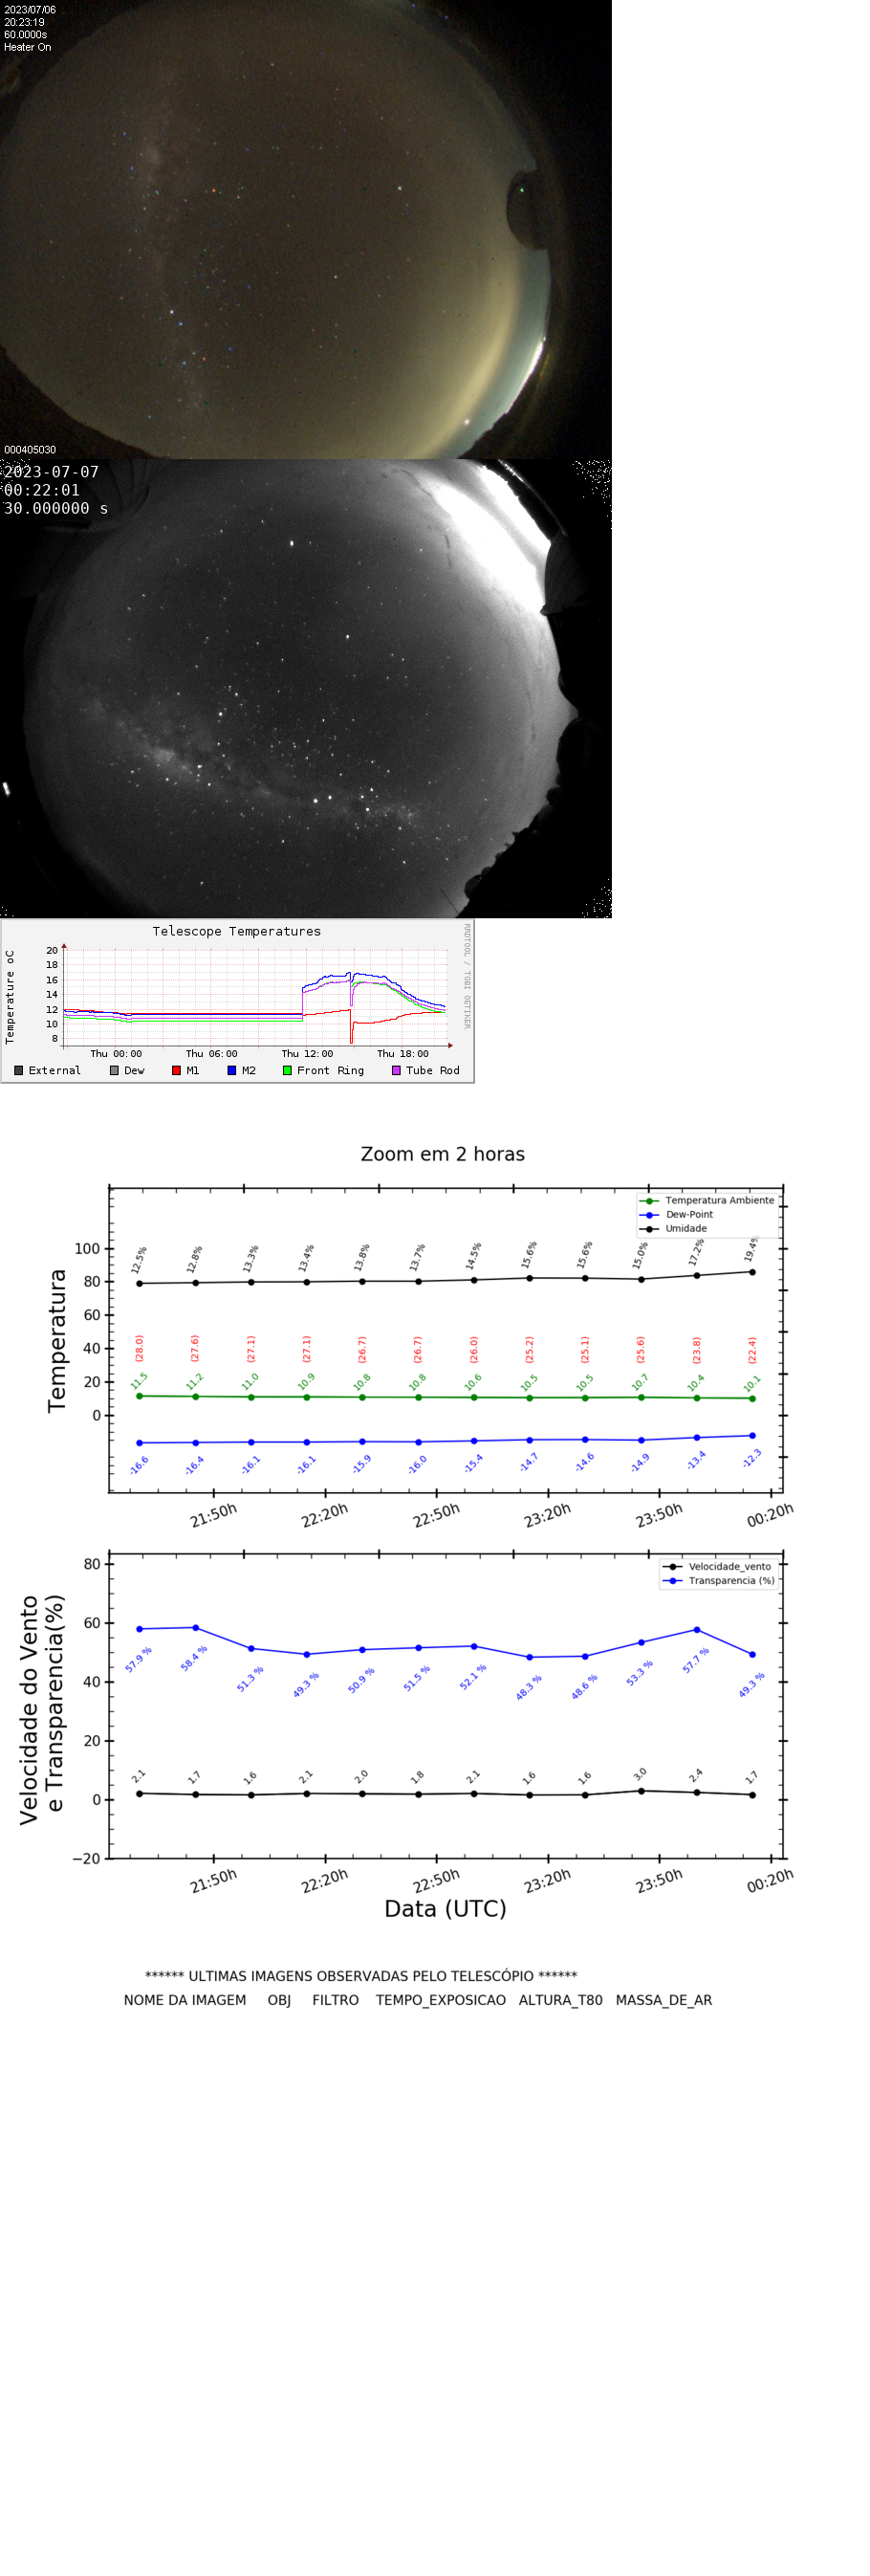 2023/07/06
20:23:19
60.0000s
Heater On
000405030
2023-07-07
00:22:01
30.000000 s
Telescope Temperatures
RRDTOOL / TOBI OETIKER
Temperature oC
20
18
16
14
12
10
8
Thu 00:00 Thu 06:00 Thu 12:00 Thu 18:00
External Dew M1 M2 Front Ring Tube Rod
Zoom em 2 horas
Temperatura Ambiente
Dew-Point
Umidade
Temperatura
100
80
60
40
20
0
12.5% 12.8% 13.3% 13.4% 13.8% 13.7% 14.5% 15.6% 15.6% 15.0% 17.2% 19.4%
(28.0) (27.6) (27.1) (27.1) (26.7) (26.7) (26.0) (25.2) (25.1) (25.6) (23.8) (22.4)
11.5 11.2 11.0 10.9 10.8 10.8 10.6 10.5 10.5 10.7 10.4 10.1
-16.6 -16.4 -16.1 -16.1 -15.9 -16.0 -15.4 -14.7 -14.6 -14.9 -13.4 -12.3
21:50h 22:20h 22:50h 23:20h 23:50h 00:20h
Velocidade_vento
Transparencia (%)
Velocidade do Vento
e Transparencia(%)
80
60
40
20
0
−20
57.9 % 58.4 % 51.3 % 49.3 % 50.9 % 51.5 % 52.1 % 48.3 % 48.6 % 53.3 % 57.7 % 49.3 %
2.1 1.7 1.6 2.1 2.0 1.8 2.1 1.6 1.6 3.0 2.4 1.7
21:50h 22:20h 22:50h 23:20h 23:50h 00:20h
Data (UTC)
****** ULTIMAS IMAGENS OBSERVADAS PELO TELESCÓPIO ******
NOME DA IMAGEM OBJ FILTRO TEMPO_EXPOSICAO ALTURA_T80 MASSA_DE_AR